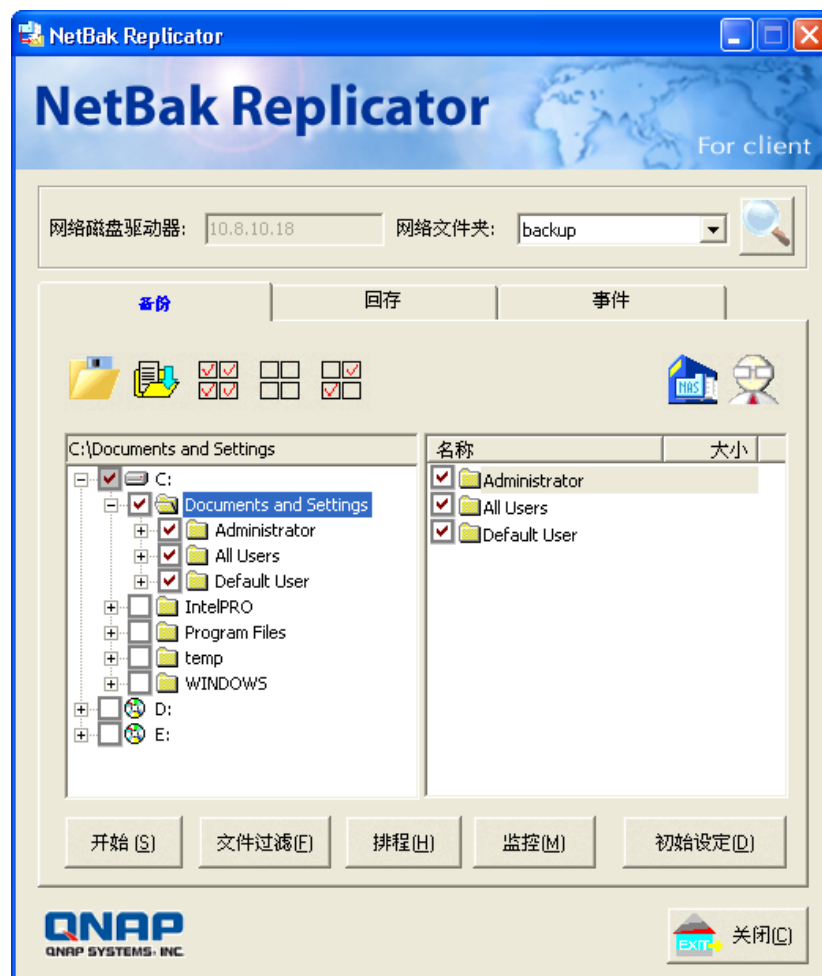 NetBak Replicator
NetBak Replicator
For client
网络磁盘驱动器: 10.8.10.18 网络文件夹: backup
备份 回存 事件
NAS
C:\Documents and Settings
名称 大小
C:
Documents and Settings
Administrator
All Users
Default User
IntelPRO
Program Files
temp
WINDOWS
D:
E:
Administrator
All Users
Default User
开始 (S) 文件过滤(F) 排程(H) 监控(M) 初始设定(D)
QNAP
QNAP SYSTEMS, INC.
EXIT 关闭(C)